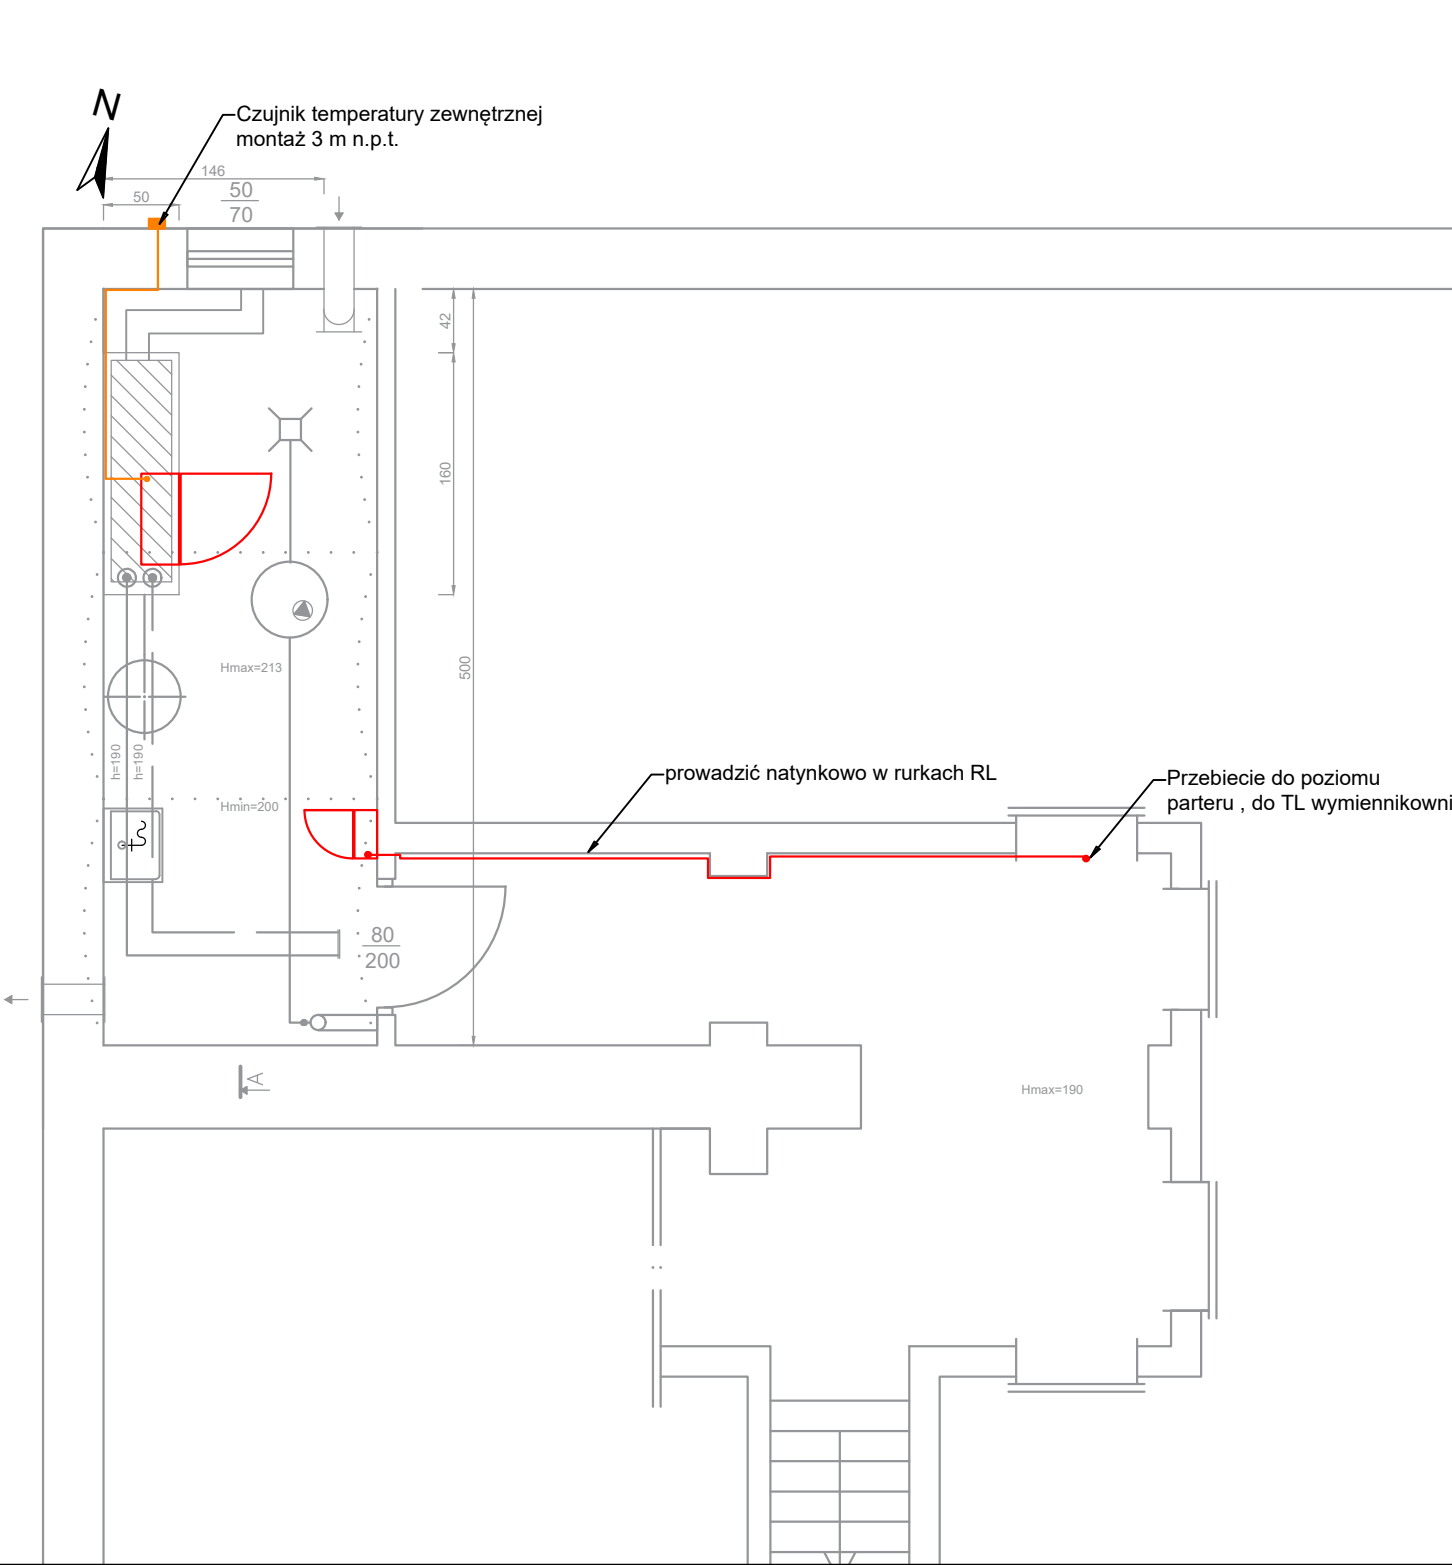 N
Czujnik temperatury zewnętrznej
montaż 3 m n.p.t.
146
50
50
70
42
160
500
Hmax=213
h=190
h=190
Hmin=200
prowadzić natynkowo w rurkach RL
Przebiecie do poziomu
parteru , do TL wymiennikowni
80
200
A
Hmax=190